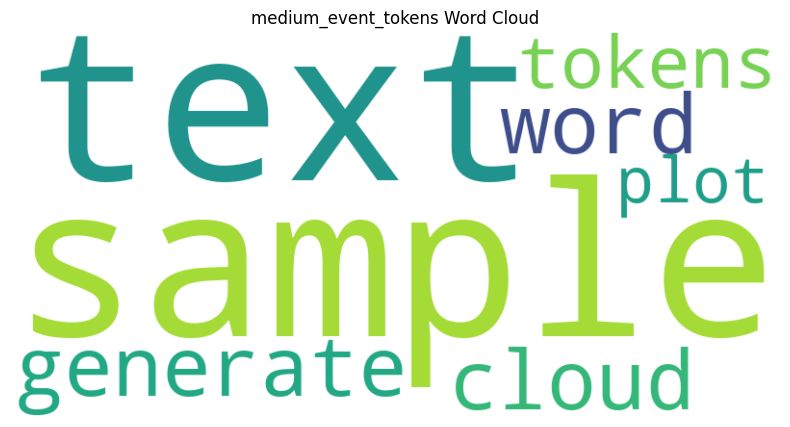 medium_event_tokens Word Cloud
text
tokens
word
plot
sample
generate
cloud